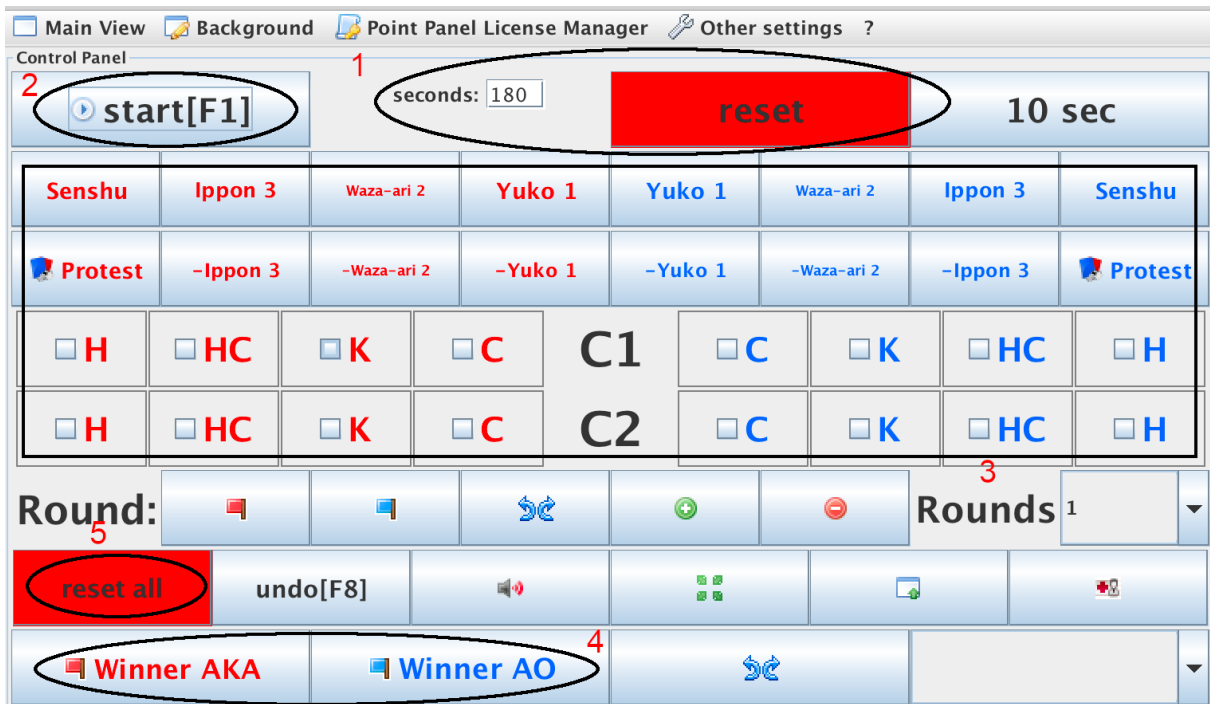 Main View Background Point Panel License Manager Other settings ?
Control Panel
1
2
start[F1] seconds: 180 reset 10 sec
Senshu Ippon 3 Waza-ari 2 Yuko 1 Yuko 1 Waza-ari 2 Ippon 3 Senshu
Protest -Ippon 3 -Waza-ari 2 -Yuko 1 -Yuko 1 -Waza-ari 2 -Ippon 3 Protest
H HC K C C1 C K HC H
H HC K C C2 C K HC H
3
Round: Rounds 1
5
reset all undo[F8]
4
Winner AKA Winner AO